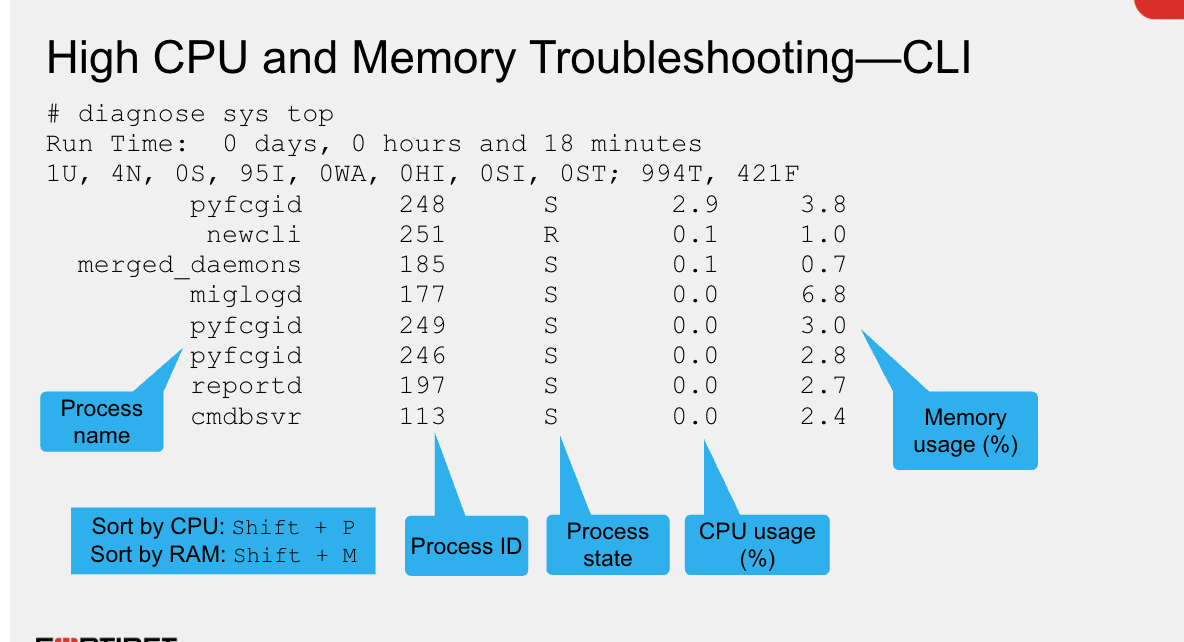 High CPU and Memory Troubleshooting—CLI
# diagnose sys top
Run Time:  0 days, 0 hours and 18 minutes
1U, 4N, 0S, 95I, 0WA, 0HI, 0SI, 0ST; 994T, 421F
pyfcgid 248 S 2.9 3.8
newcli 251 R 0.1 1.0
merged_daemons 185 S 0.1 0.7
miglogd 177 S 0.0 6.8
pyfcgid 249 S 0.0 3.0
pyfcgid 246 S 0.0 2.8
reportd 197 S 0.0 2.7
cmdbsvr 113 S 0.0 2.4
Process
name
Memory
usage (%)
Sort by CPU: Shift + P
Sort by RAM: Shift + M
Process ID
Process
state
CPU usage
(%)